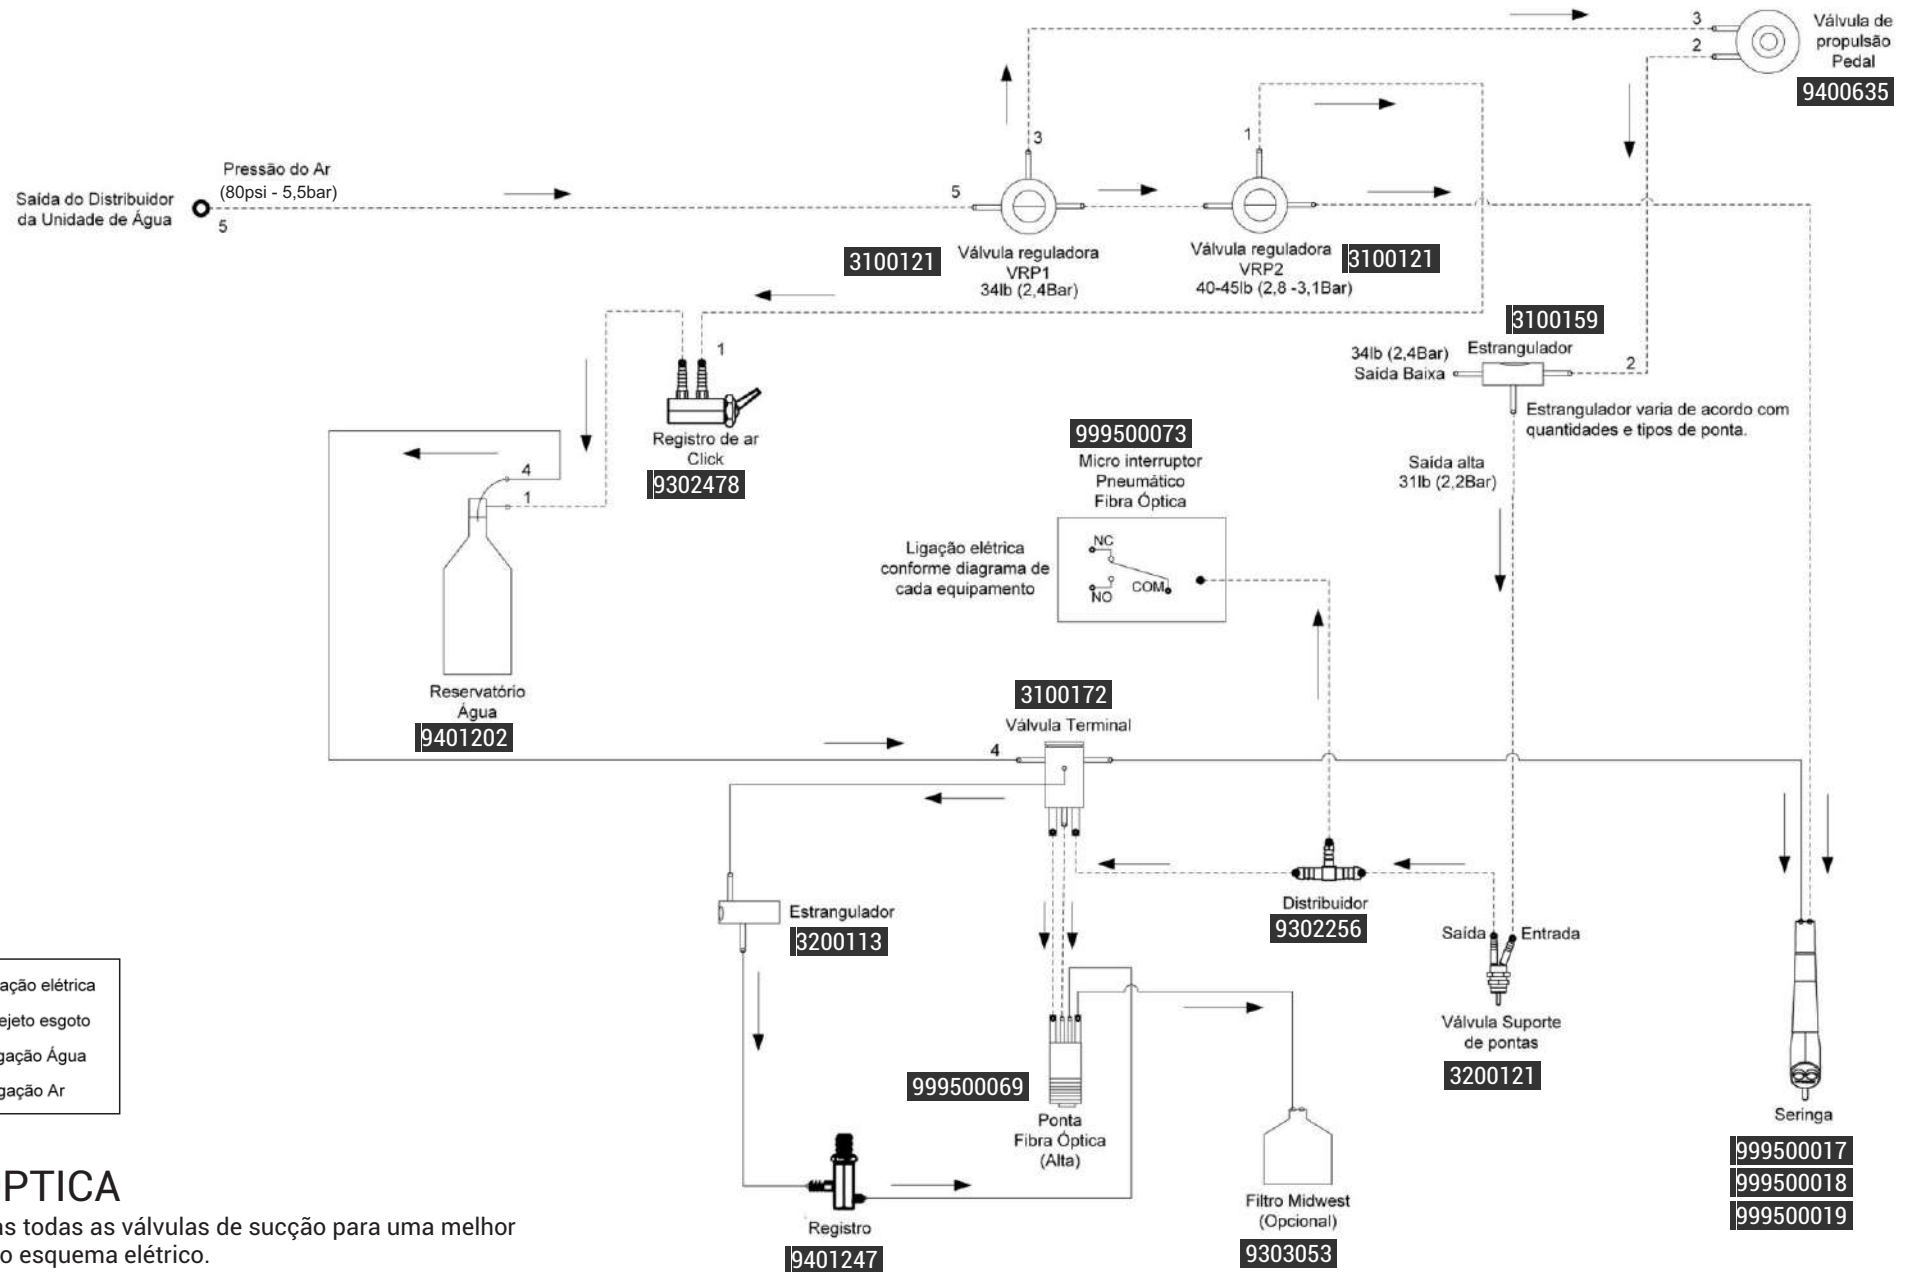 3
2
Válvula de
propulsão
Pedal
9400635
3
1
Pressão do Ar
(80psi - 5,5bar)
Saída do Distribuidor
da Unidade de Água
5
5
3100121
Válvula reguladora
VRP1
34lb (2,4Bar)
Válvula reguladora
VRP2
40-45lb (2,8 -3,1Bar)
3100121
3100159
Estrangulador
34lb (2,4Bar)
Saída Baixa
2
Estrangulador varia de acordo com
quantidades e tipos de ponta.
1
Registro de ar
Click
9302478
4
1
Saída alta
31lb (2,2Bar)
999500073
Micro interruptor
Pneumático
Fibra Óptica
Ligação elétrica
conforme diagrama de
cada equipamento
NC
COM
NO
Reservatório
Água
9401202
3100172
Válvula Terminal
4
Estrangulador
3200113
Distribuidor
9302256
Saída
Entrada
Válvula Suporte
de pontas
3200121
999500069
Ponta
Fibra Óptica
(Alta)
Seringa
999500017
999500018
999500019
Filtro Midwest
(Opcional)
9303053
Registro
9401247
ação elétrica
ejeto esgoto
gação Água
gação Ar
PTICA
as todas as válvulas de sucção para uma melhor
o esquema elétrico.